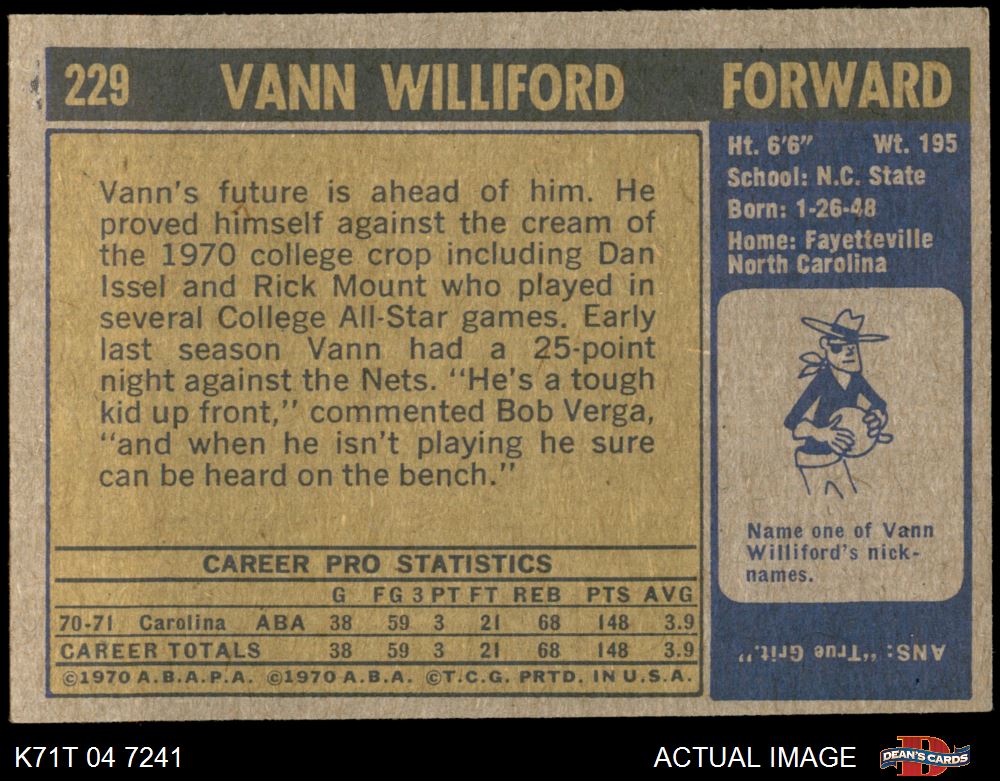 229 VANN WILLIFORD FORWARD
Ht. 6'6" Wt. 195
School: N.C. State
Born: 1-26-48
Home: Fayetteville
North Carolina
Vann's future is ahead of him. He
proved himself against the cream of
the 1970 college crop including Dan
Issel and Rick Mount who played in
several College All-Star games. Early
last season Vann had a 25-point
night against the Nets. "He's a tough
kid up front," commented Bob Verga,
"and when he isn't playing he sure
can be heard on the bench."
Name one of Vann
Williford's nick-
names.
ANS: "True Grit."
CAREER PRO STATISTICS
G FG 3PT FT REB PTS AVG
70-71 Carolina ABA 38 59 3 21 68 148 3.9
CAREER TOTALS 38 59 3 21 68 148 3.9
©1970 A.B.A.P.A. ©1970 A.B.A. ©T.C.G. PRTD. IN U.S.A.
K71T 04 7241 ACTUAL IMAGE
D
DEAN'S CARDS